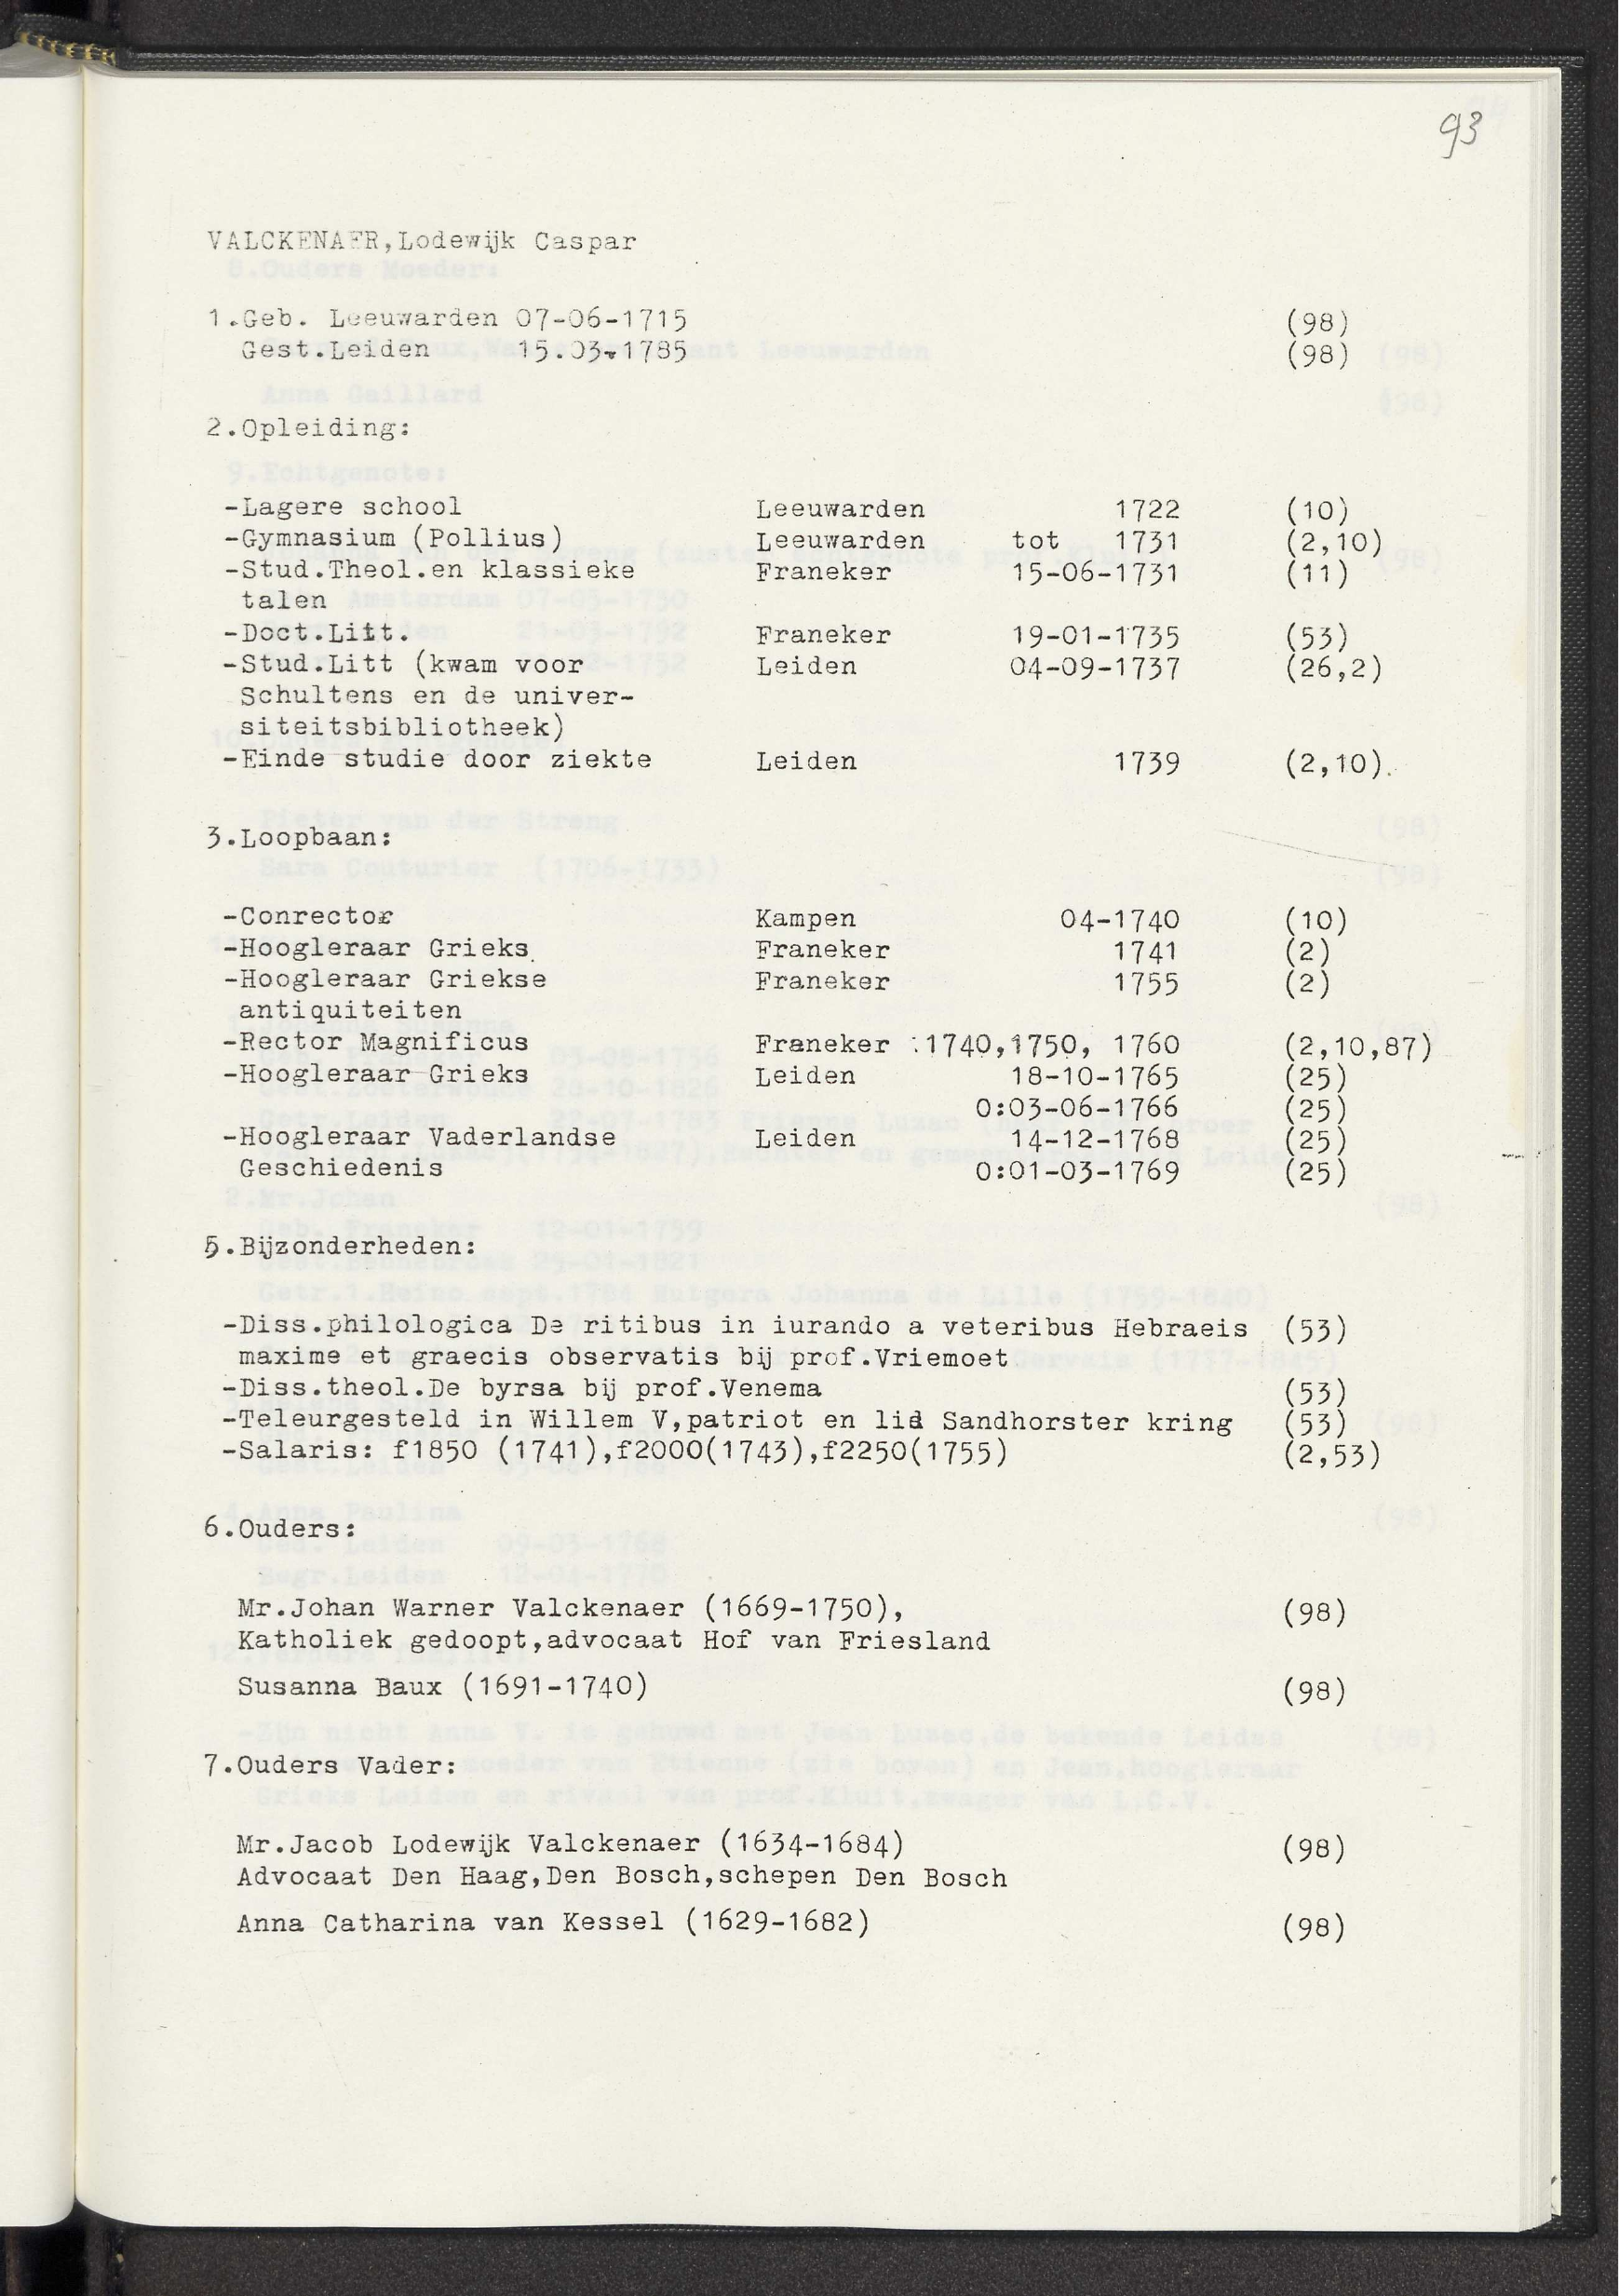 93
VALCKENAER,Lodewijk Caspar
1.Geb. Leeuwarden 07-06-1715 (98)
Gest.Leiden 15.03-1785 (98)
2.Opleiding:
-Lagere school Leeuwarden 1722 (10)
-Gymnasium (Pollius) Leeuwarden tot 1731 (2,10)
-Stud.Theol.en klassieke Franeker 15-06-1731 (11)
talen
-Doct.Litt. Franeker 19-01-1735 (53)
-Stud.Litt (kwam voor Leiden 04-09-1737 (26,2)
Schultens en de univer-
siteitsbibliotheek)
-Einde studie door ziekte Leiden 1739 (2,10).
3.Loopbaan:
-Conrector Kampen 04-1740 (10)
-Hoogleraar Grieks Franeker 1741 (2)
-Hoogleraar Griekse Franeker 1755 (2)
antiquiteiten
-Rector Magnificus Franeker :1740,1750, 1760 (2,10,87)
-Hoogleraar Grieks Leiden 18-10-1765 (25)
0:03-06-1766 (25)
-Hoogleraar Vaderlandse Leiden 14-12-1768 (25)
Geschiedenis 0:01-03-1769 (25)
5.Bijzonderheden:
-Diss.philologica De ritibus in iurando a veteribus Hebraeis (53)
maxime et graecis observatis bij prof.Vriemoet
-Diss.theol.De byrsa bij prof.Venema (53)
-Teleurgesteld in Willem V,patriot en lid Sandhorster kring (53)
-Salaris: f1850 (1741),f2000(1743),f2250(1755) (2,53)
6.Ouders:
Mr.Johan Warner Valckenaer (1669-1750), (98)
Katholiek gedoopt,advocaat Hof van Friesland
Susanna Baux (1691-1740) (98)
7.Ouders Vader:
Mr.Jacob Lodewijk Valckenaer (1634-1684) (98)
Advocaat Den Haag,Den Bosch,schepen Den Bosch
Anna Catharina van Kessel (1629-1682) (98)